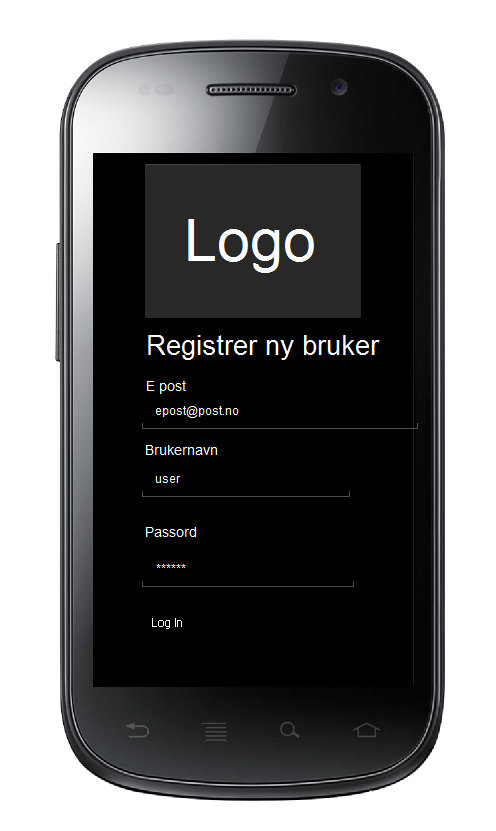 Logo
Registrer ny bruker
E post
epost@post.no
Brukernavn
user
Passord
******
Log In